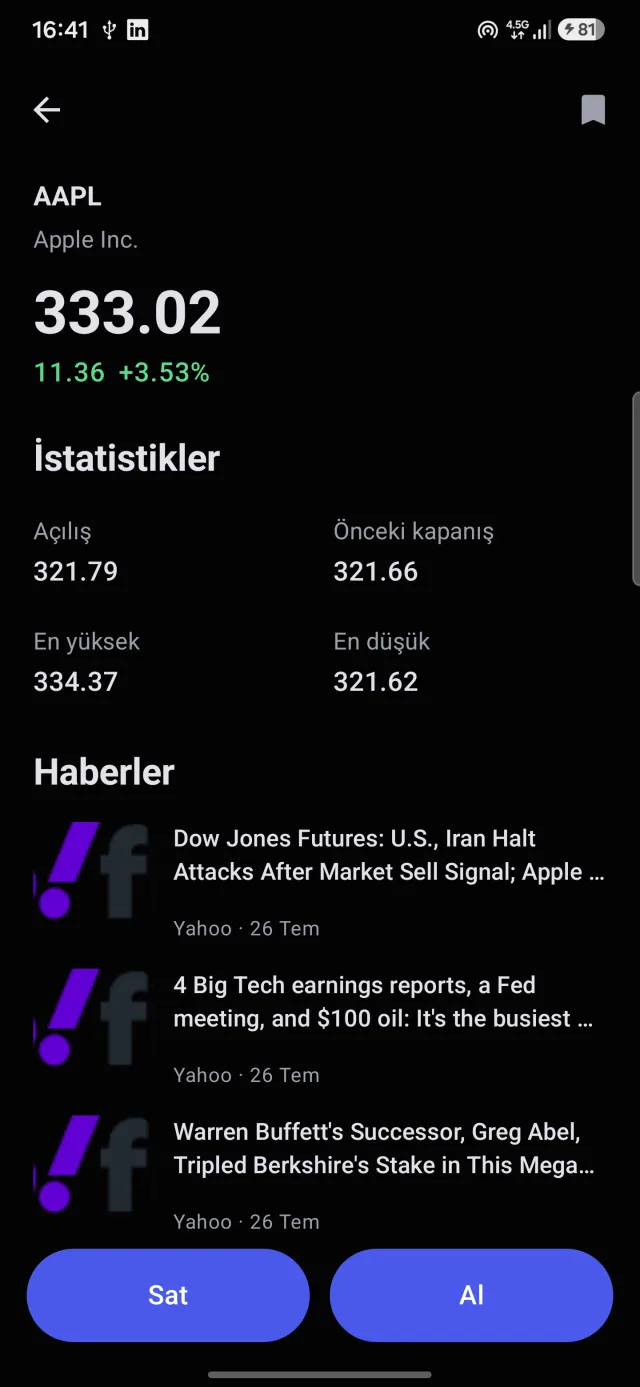 16:41
4.5G
81
AAPL
Apple Inc.
333.02
11.36 +3.53%
İstatistikler
Açılış
Önceki kapanış
321.79
321.66
En yüksek
En düşük
334.37
321.62
Haberler
Dow Jones Futures: U.S., Iran Halt
Attacks After Market Sell Signal; Apple ...
Yahoo · 26 Tem
4 Big Tech earnings reports, a Fed
meeting, and $100 oil: It's the busiest ...
Yahoo · 26 Tem
Warren Buffett's Successor, Greg Abel,
Tripled Berkshire's Stake in This Mega...
Yahoo · 26 Tem
Sat
Al